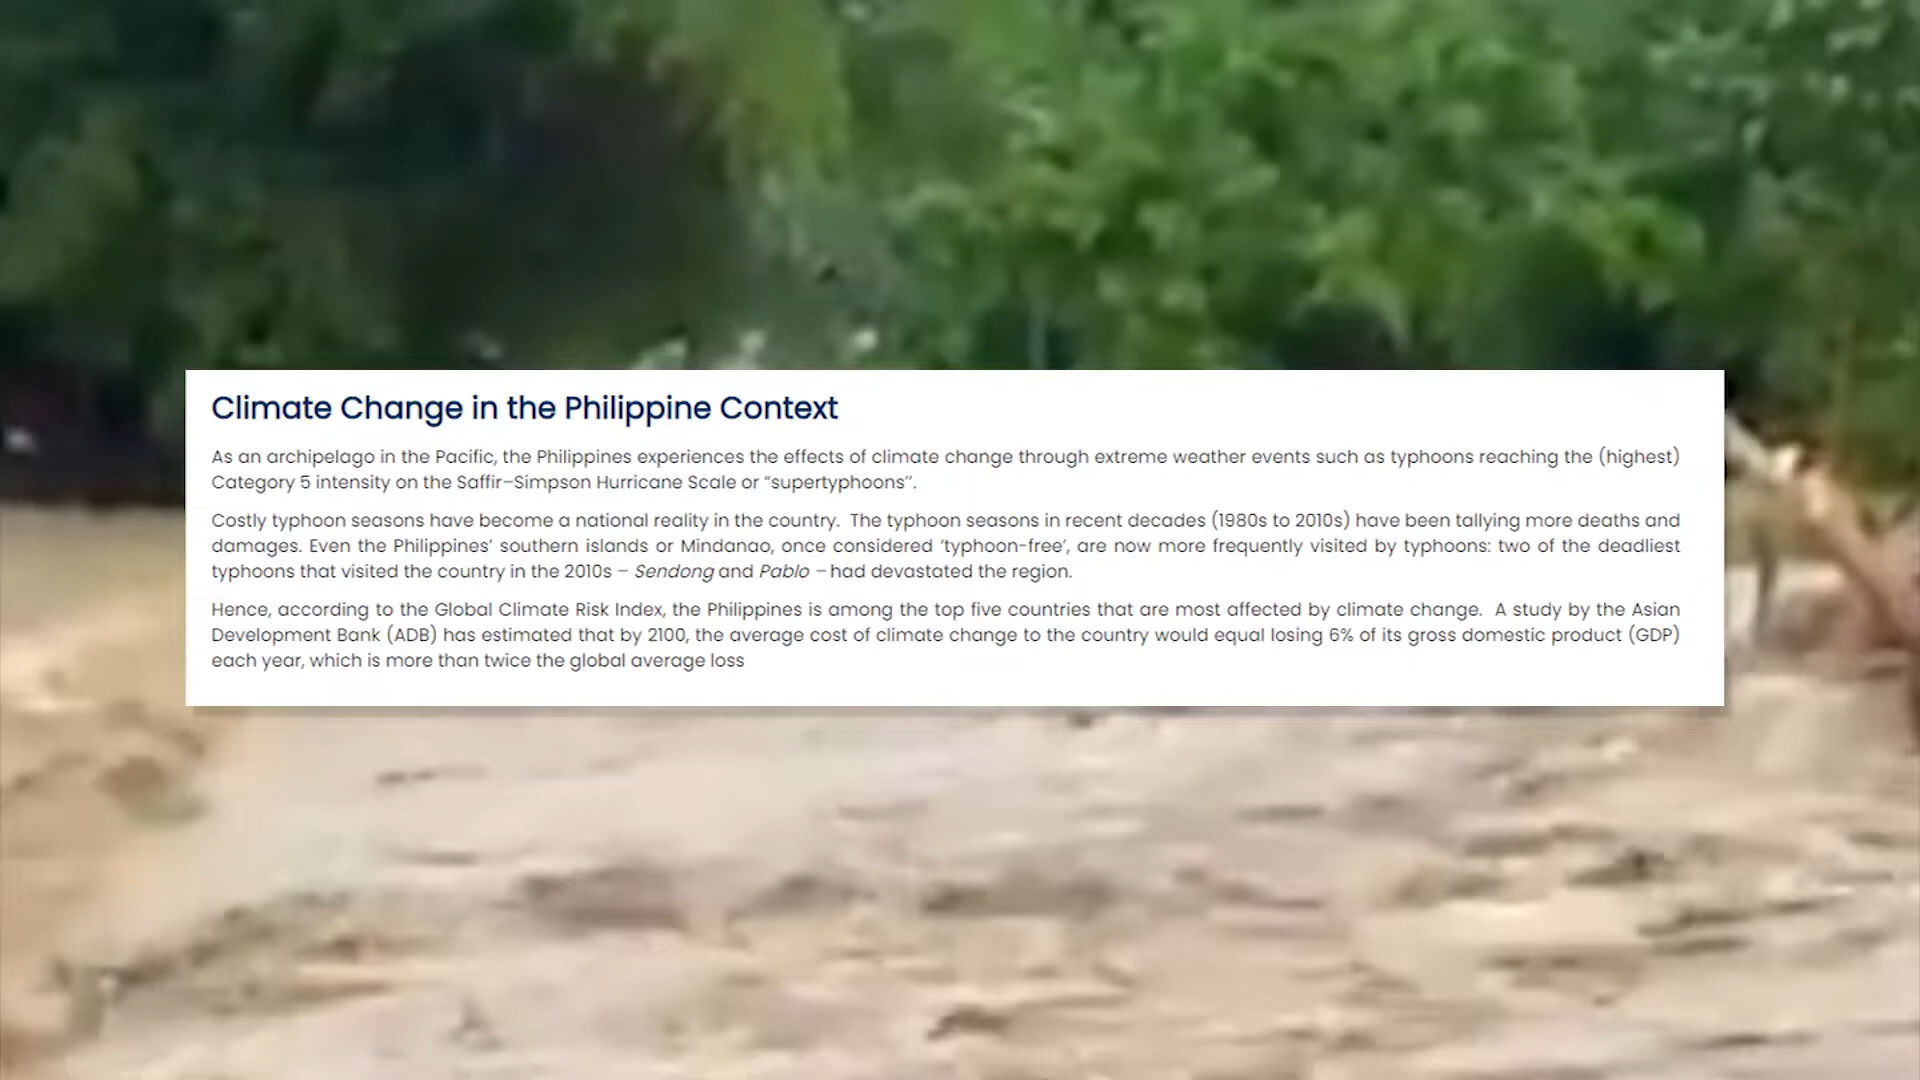 Climate Change in the Philippine Context
As an archipelago in the Pacific, the Philippines experiences the effects of climate change through extreme weather events such as typhoons reaching the (highest)
Category 5 intensity on the Saffir–Simpson Hurricane Scale or “supertyphoons”.
Costly typhoon seasons have become a national reality in the country.  The typhoon seasons in recent decades (1980s to 2010s) have been tallying more deaths and
damages. Even the Philippines’ southern islands or Mindanao, once considered ‘typhoon-free’, are now more frequently visited by typhoons: two of the deadliest
typhoons that visited the country in the 2010s – Sendong and Pablo – had devastated the region.
Hence, according to the Global Climate Risk Index, the Philippines is among the top five countries that are most affected by climate change.  A study by the Asian
Development Bank (ADB) has estimated that by 2100, the average cost of climate change to the country would equal losing 6% of its gross domestic product (GDP)
each year, which is more than twice the global average loss